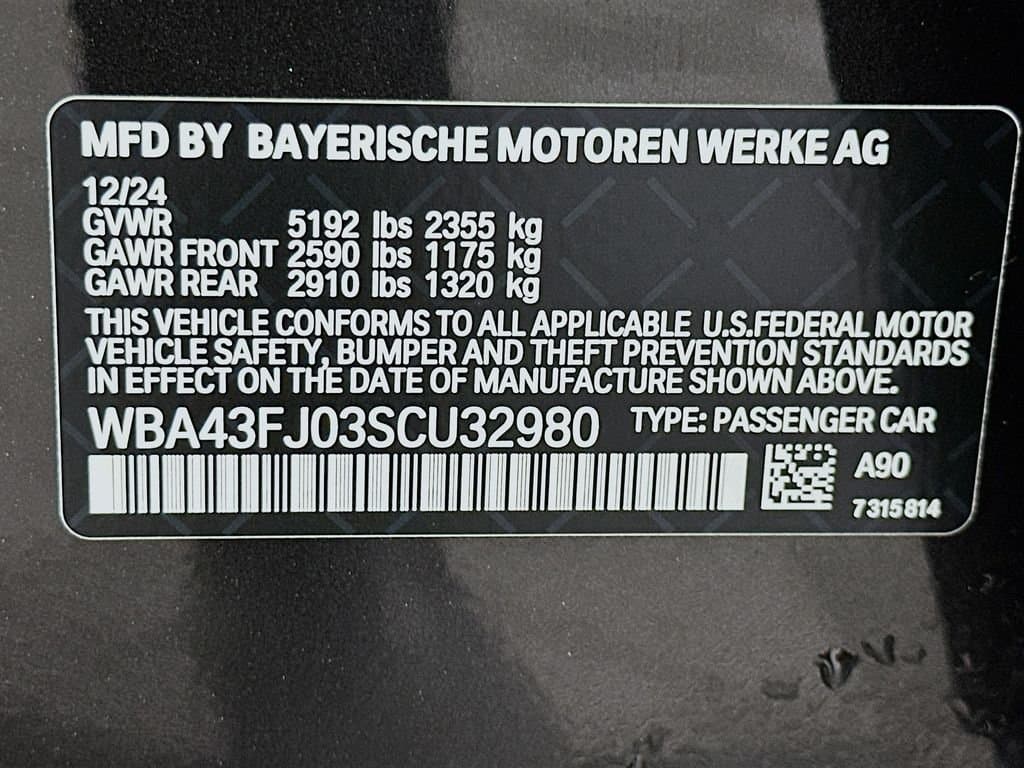 MFD BY BAYERISCHE MOTOREN WERKE AG
12/24
GVWR 5192 lbs 2355 kg
GAWR FRONT 2590 lbs 1175 kg
GAWR REAR 2910 lbs 1320 kg
THIS VEHICLE CONFORMS TO ALL APPLICABLE U.S.FEDERAL MOTOR
VEHICLE SAFETY, BUMPER AND THEFT PREVENTION STANDARDS
IN EFFECT ON THE DATE OF MANUFACTURE SHOWN ABOVE.
WBA43FJ03SCU32980 TYPE: PASSENGER CAR
A90
7315814